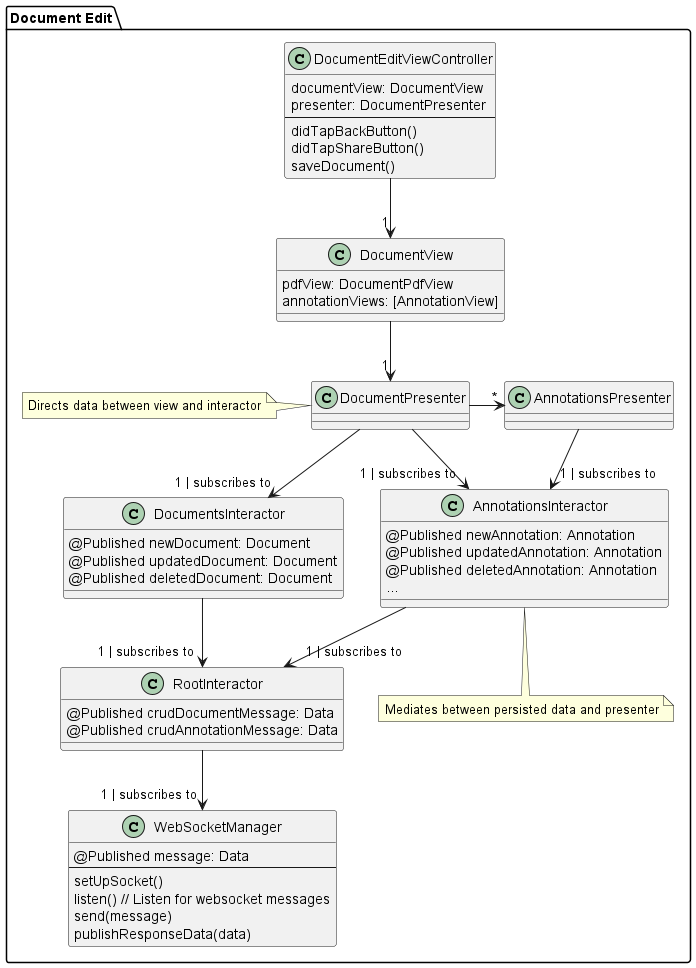 Document Edit
C DocumentEditViewController
documentView: DocumentView
presenter: DocumentPresenter
didTapBackButton()
didTapShareButton()
saveDocument()
1
C DocumentView
pdfView: DocumentPdfView
annotationViews: [AnnotationView]
1
Directs data between view and interactor
C DocumentPresenter
*
C AnnotationsPresenter
1 | subscribes to
1 | subscribes to
1 | subscribes to
C DocumentsInteractor
@Published newDocument: Document
@Published updatedDocument: Document
@Published deletedDocument: Document
C AnnotationsInteractor
@Published newAnnotation: Annotation
@Published updatedAnnotation: Annotation
@Published deletedAnnotation: Annotation
...
1 | subscribes to
1 | subscribes to
C RootInteractor
@Published crudDocumentMessage: Data
@Published crudAnnotationMessage: Data
Mediates between persisted data and presenter
1 | subscribes to
C WebSocketManager
@Published message: Data
setUpSocket()
listen() // Listen for websocket messages
send(message)
publishResponseData(data)